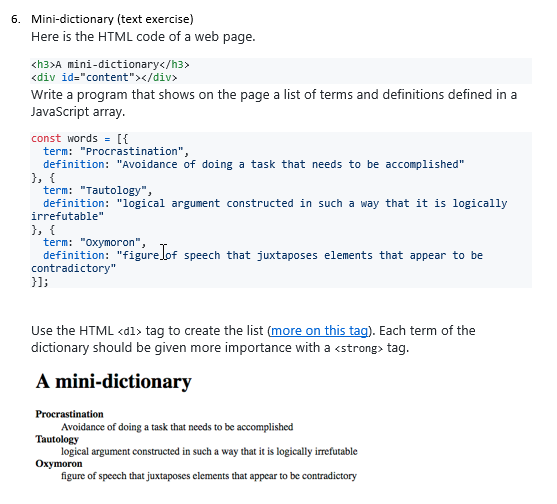 6. Mini-dictionary (text exercise)
Here is the HTML code of a web page.
<h3>A mini-dictionary</h3>
<div id="content"></div>
Write a program that shows on the page a list of terms and definitions defined in a
JavaScript array.
const words = [{
  term: "Procrastination",
  definition: "Avoidance of doing a task that needs to be accomplished"
}, {
  term: "Tautology",
  definition: "logical argument constructed in such a way that it is logically
irrefutable"
}, {
  term: "Oxymoron",
  definition: "figure of speech that juxtaposes elements that appear to be
contradictory"
}];
Use the HTML <dl> tag to create the list (more on this tag). Each term of the
dictionary should be given more importance with a <strong> tag.
A mini-dictionary
Procrastination
Avoidance of doing a task that needs to be accomplished
Tautology
logical argument constructed in such a way that it is logically irrefutable
Oxymoron
figure of speech that juxtaposes elements that appear to be contradictory